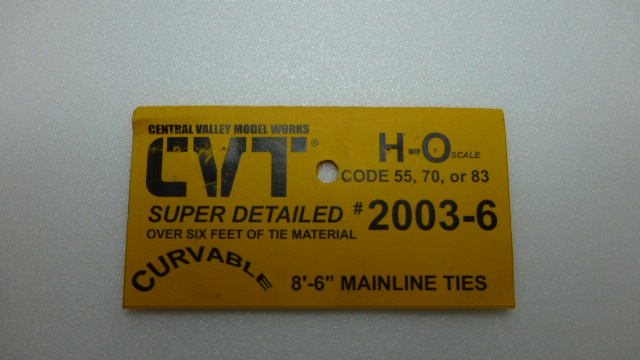 CENTRAL VALLEY MODEL WORKS
CVT®
H-O SCALE
CODE 55, 70, or 83
SUPER DETAILED
# 2003-6
OVER SIX FEET OF TIE MATERIAL
CURVABLE
8'-6" MAINLINE TIES